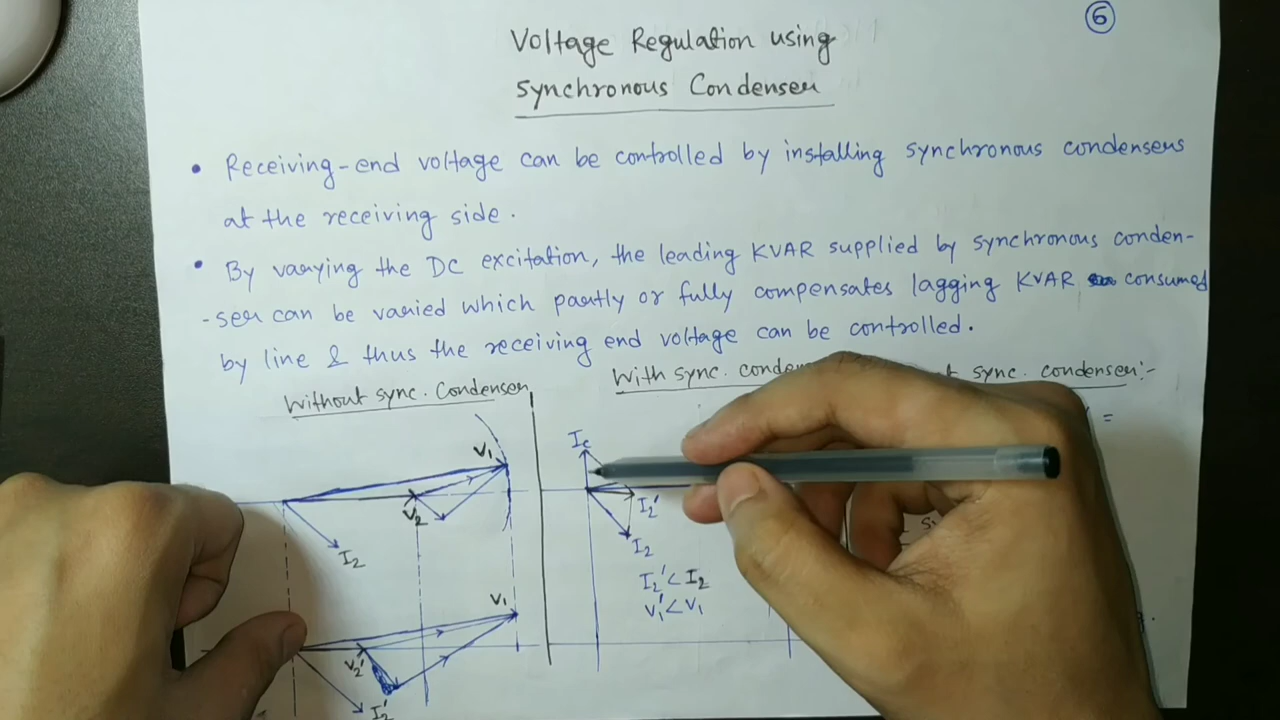 6
Voltage Regulation using
Synchronous Condenser
• Receiving-end voltage can be controlled by installing synchronous condensers
at the receiving side.
• By varying the DC excitation, the leading KVAR supplied by synchronous conden-
-ser can be varied which partly or fully compensates lagging KVAR consumed
by line & thus the receiving end voltage can be controlled.
Without sync. Condenser
With sync.
sync. condenser:-
V₁
V₂
I₂
V₁
V₂'
I₂'
Ic
I₂'
I₂
I₂' < I₂
V₁' < V₁
=